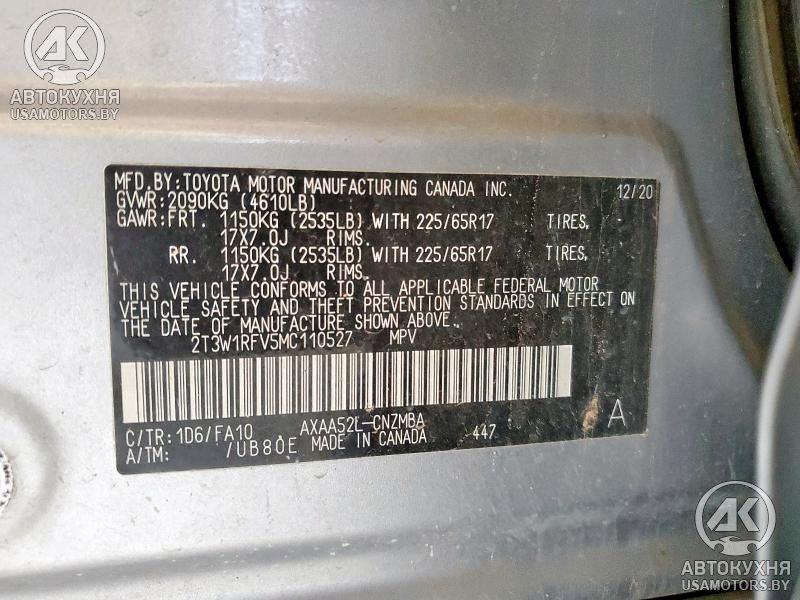 AK
АВТОКУХНЯ
USAMOTORS.BY
MFD.BY:TOYOTA MOTOR MANUFACTURING CANADA INC. 12/20
GVWR:2090KG (4610LB)
GAWR:FRT. 1150KG (2535LB) WITH 225/65R17 TIRES,
17X7.0J RIMS.
RR. 1150KG (2535LB) WITH 225/65R17 TIRES,
17X7.0J RIMS.
THIS VEHICLE CONFORMS TO ALL APPLICABLE FEDERAL MOTOR
VEHICLE SAFETY AND THEFT PREVENTION STANDARDS IN EFFECT ON
THE DATE OF MANUFACTURE SHOWN ABOVE.
2T3W1RFV5MC110527 MPV
C/TR:1D6/FA10 AXAA52L-CNZMBA 447 A
A/TM: /UB80E MADE IN CANADA
AK
АВТОКУХНЯ
USAMOTORS.BY